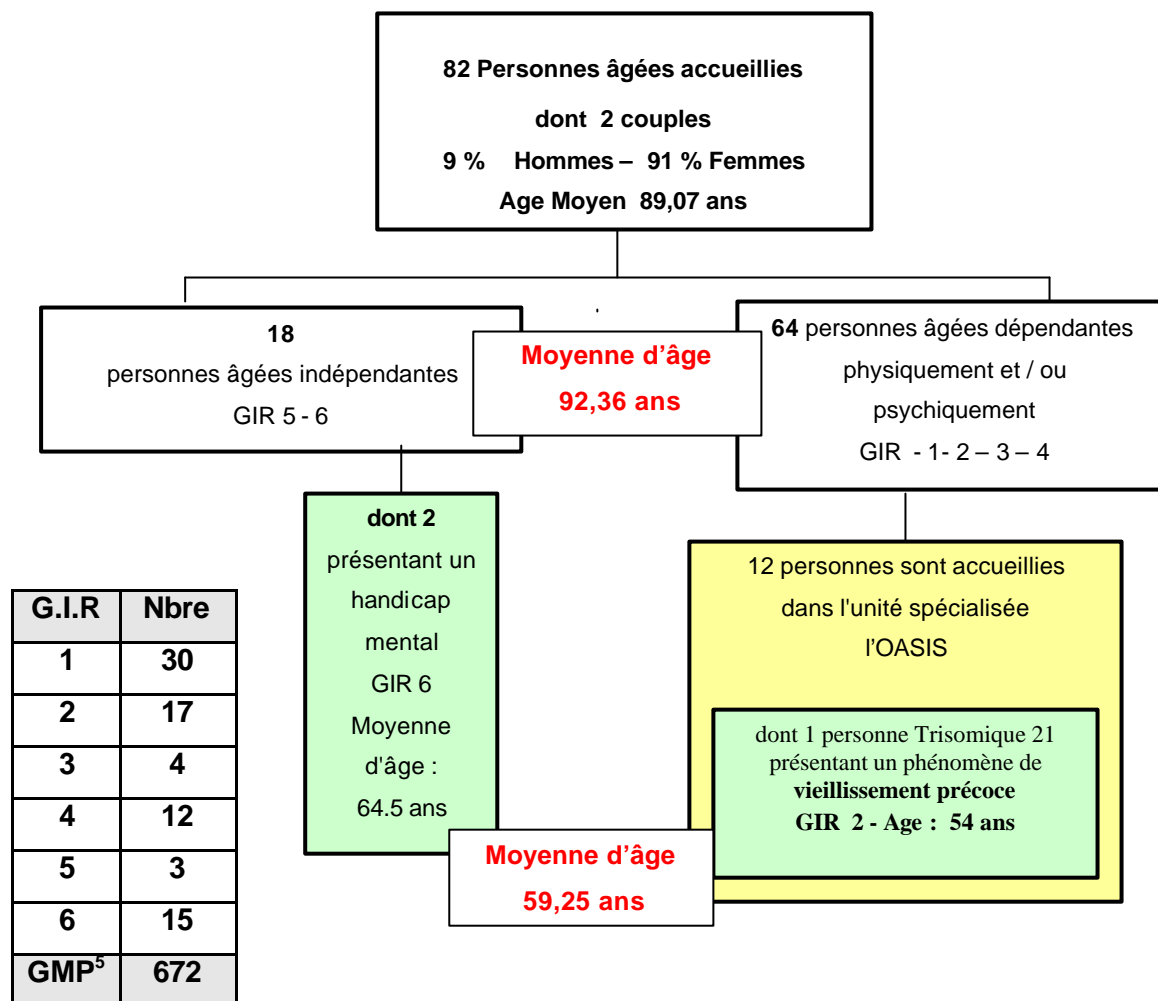 82 Personnes âgées accueillies
dont 2 couples
9 % Hommes – 91 % Femmes
Age Moyen 89,07 ans
18
personnes âgées indépendantes
GIR 5 - 6
Moyenne d'âge
92,36 ans
64 personnes âgées dépendantes
physiquement et / ou
psychiquement
GIR - 1- 2 – 3 – 4
dont 2
présentant un
handicap
mental
GIR 6
Moyenne
d'âge :
64.5 ans
12 personnes sont accueillies
dans l'unité spécialisée
l'OASIS
dont 1 personne Trisomique 21
présentant un phénomène de
vieillissement précoce
GIR 2 - Age : 54 ans
Moyenne d'âge
59,25 ans
G.I.R Nbre
1 30
2 17
3 4
4 12
5 3
6 15
GMP⁵ 672